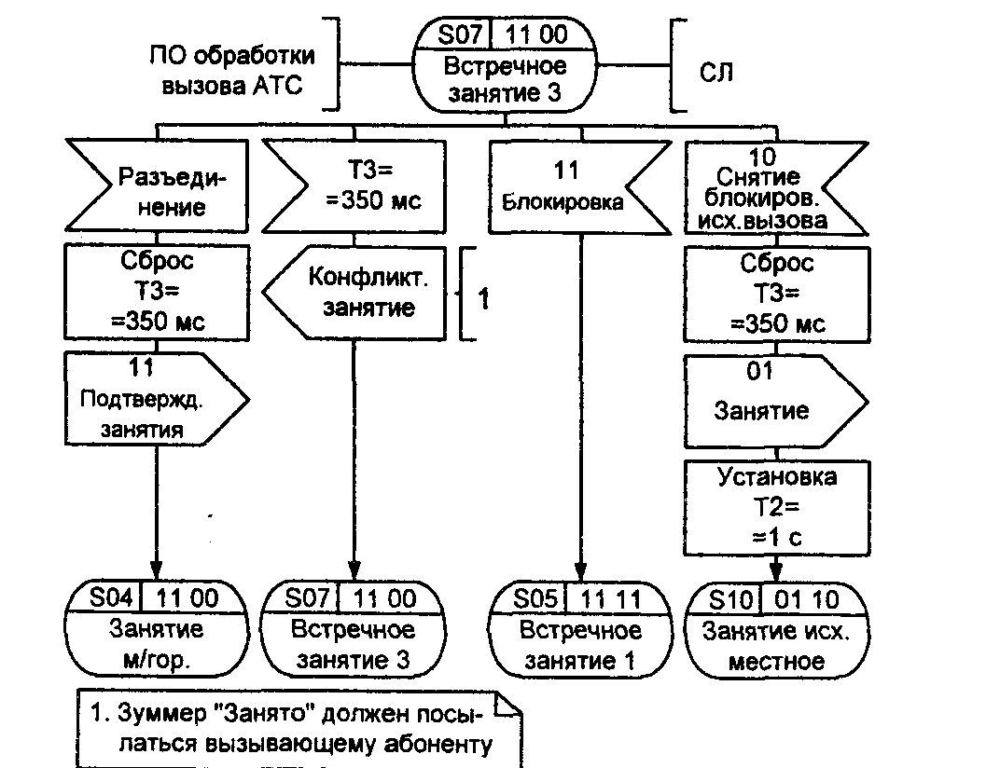 ПО обработки
вызова АТС
S07 11 00
Встречное
занятие 3
СЛ
Разъеди-
нение
Т3=
=350 мс
11
Блокировка
10
Снятие
блокиров.
исх.вызова
Сброс
Т3=
=350 мс
Конфликт.
занятие
1
Сброс
Т3=
=350 мс
11
Подтвержд.
занятия
01
Занятие
Установка
Т2=
=1 с
S04 11 00
Занятие
м/гор.
S07 11 00
Встречное
занятие 3
S05 11 11
Встречное
занятие 1
S10 01 10
Занятие исх.
местное
1. Зуммер "Занято" должен посы-
латься вызывающему абоненту